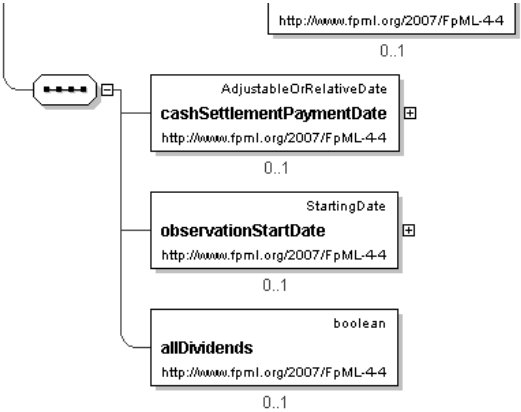 http://www.fpml.org/2007/FpML-4-4
0..1
AdjustableOrRelativeDate
cashSettlementPaymentDate
http://www.fpml.org/2007/FpML-4-4
0..1
StartingDate
observationStartDate
http://www.fpml.org/2007/FpML-4-4
0..1
boolean
allDividends
http://www.fpml.org/2007/FpML-4-4
0..1